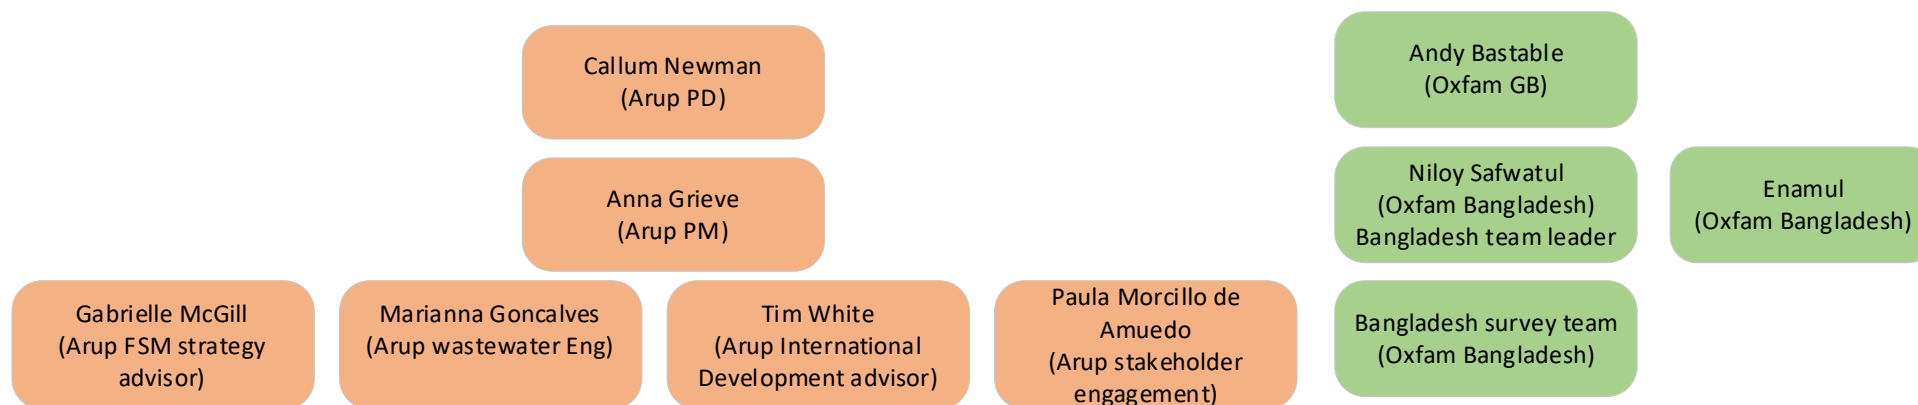 Callum Newman
(Arup PD)
Andy Bastable
(Oxfam GB)
Anna Grieve
(Arup PM)
Niloy Safwatul
(Oxfam Bangladesh)
Bangladesh team leader
Enamul
(Oxfam Bangladesh)
Gabrielle McGill
(Arup FSM strategy
advisor)
Marianna Goncalves
(Arup wastewater Eng)
Tim White
(Arup International
Development advisor)
Paula Morcillo de
Amuedo
(Arup stakeholder
engagement)
Bangladesh survey team
(Oxfam Bangladesh)